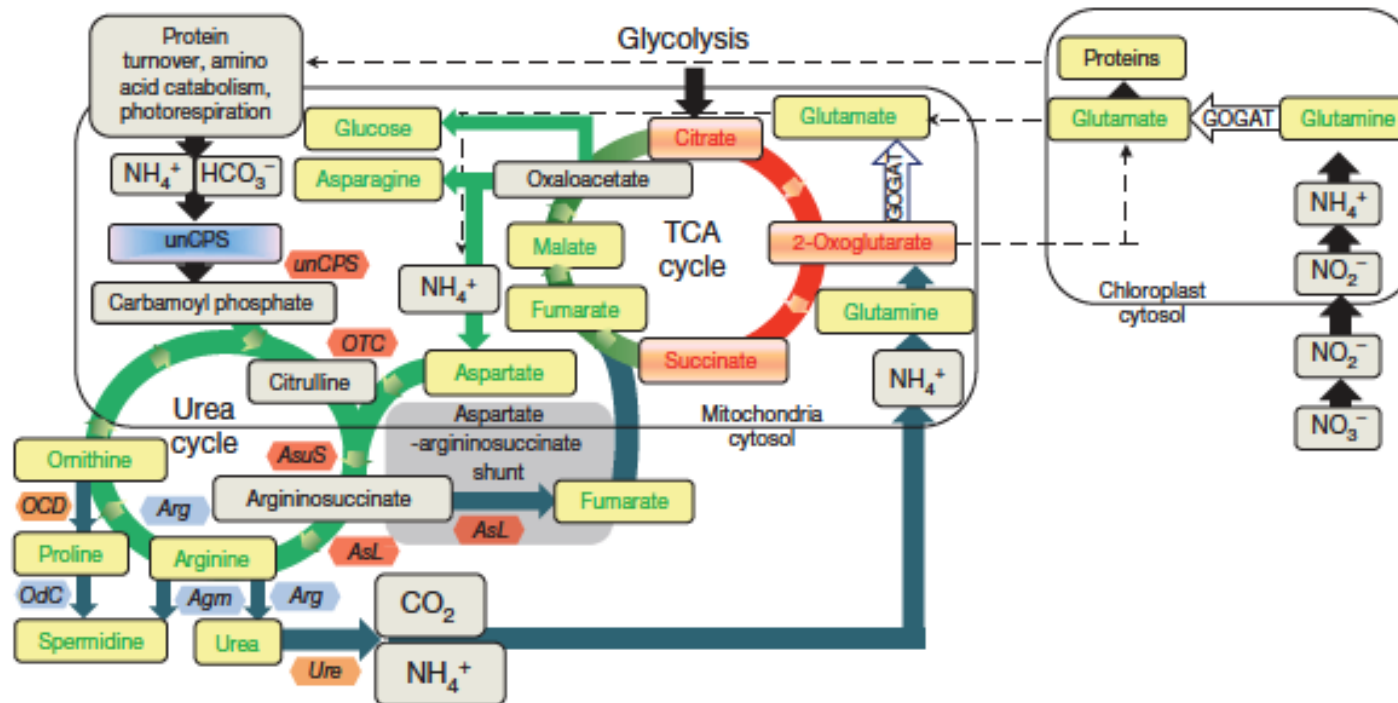 Protein
turnover, amino
acid catabolism,
photorespiration
Glycolysis
Proteins
Glucose
Citrate
Glutamate
Glutamate
GOGAT
Glutamine
NH₄⁺
HCO₃⁻
Asparagine
Oxaloacetate
GOGAT
NH₄⁺
unCPS
unCPS
Malate
TCA
cycle
2-Oxoglutarate
NO₂⁻
Carbamoyl phosphate
NH₄⁺
Fumarate
Glutamine
Chloroplast
cytosol
OTC
Citrulline
Aspartate
Succinate
NH₄⁺
NO₂⁻
Urea
cycle
Aspartate
-argininosuccinate
shunt
Mitochondria
cytosol
NO₃⁻
Ornithine
AsuS
Argininosuccinate
Fumarate
OCD
Arg
AsL
Proline
Arginine
AsL
OdC
Agm
Arg
CO₂
Spermidine
Urea
Ure
NH₄⁺